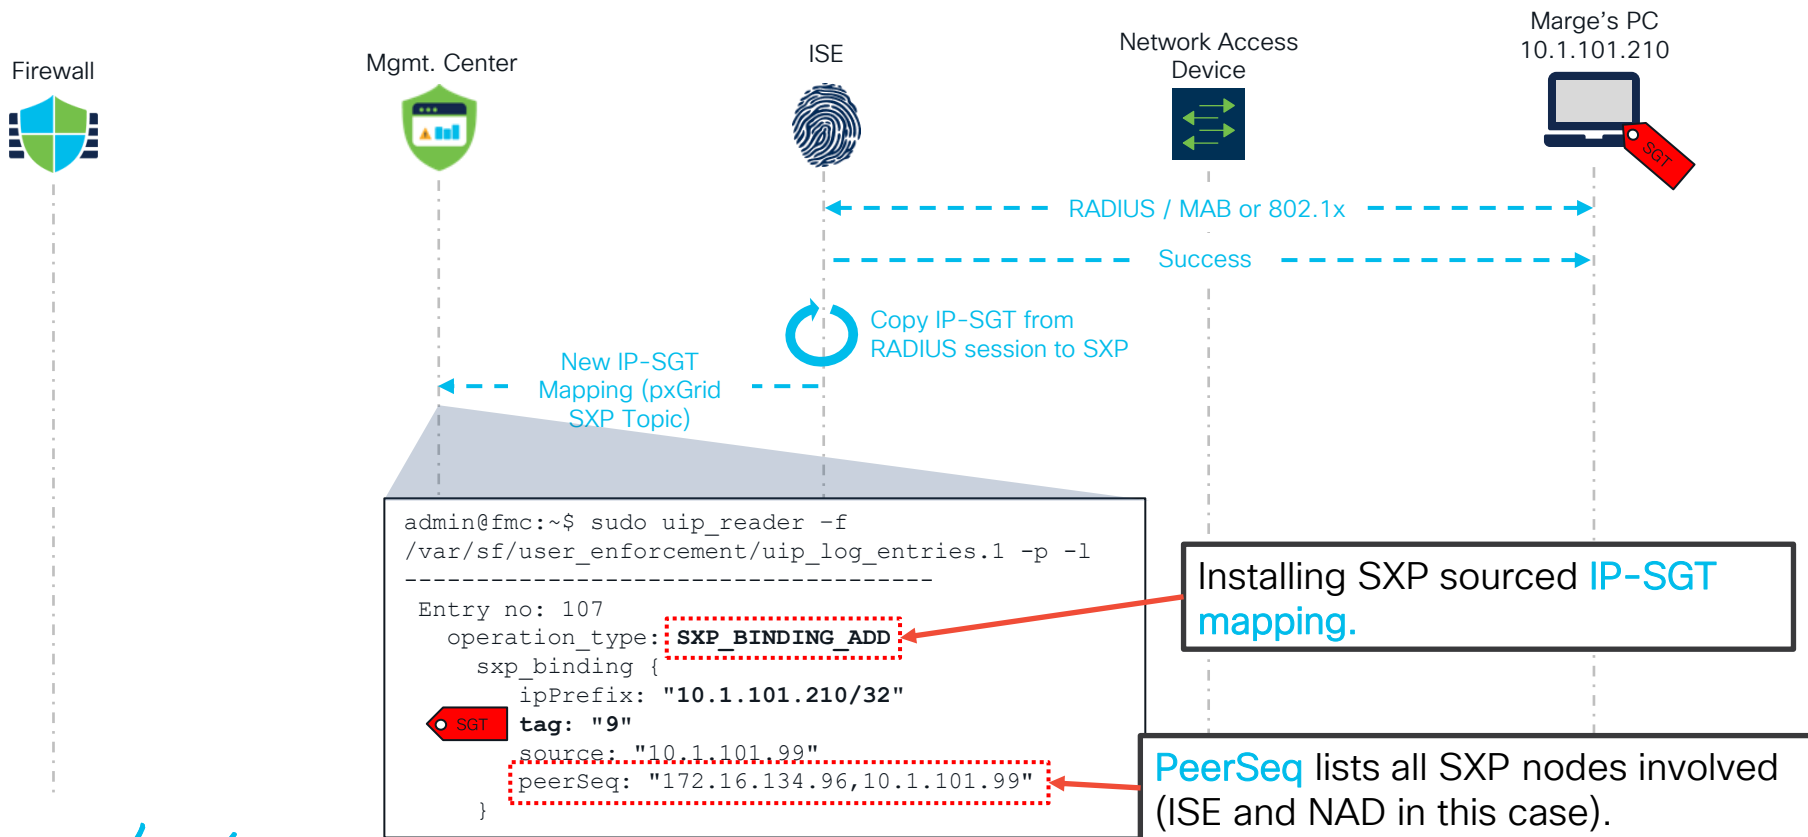 Firewall
Mgmt. Center
ISE
Network Access
Device
Marge's PC
10.1.101.210
SGT
RADIUS / MAB or 802.1x
Success
Copy IP-SGT from
RADIUS session to SXP
New IP-SGT
Mapping (pxGrid
SXP Topic)
admin@fmc:~$ sudo uip_reader –f
/var/sf/user_enforcement/uip_log_entries.1 -p -l
-------------------------------------
Entry no: 107
operation_type: SXP_BINDING_ADD
sxp_binding {
ipPrefix: "10.1.101.210/32"
SGT
tag: "9"
source: "10.1.101.99"
peerSeq: "172.16.134.96,10.1.101.99"
}
Installing SXP sourced IP-SGT
mapping.
PeerSeq lists all SXP nodes involved
(ISE and NAD in this case).